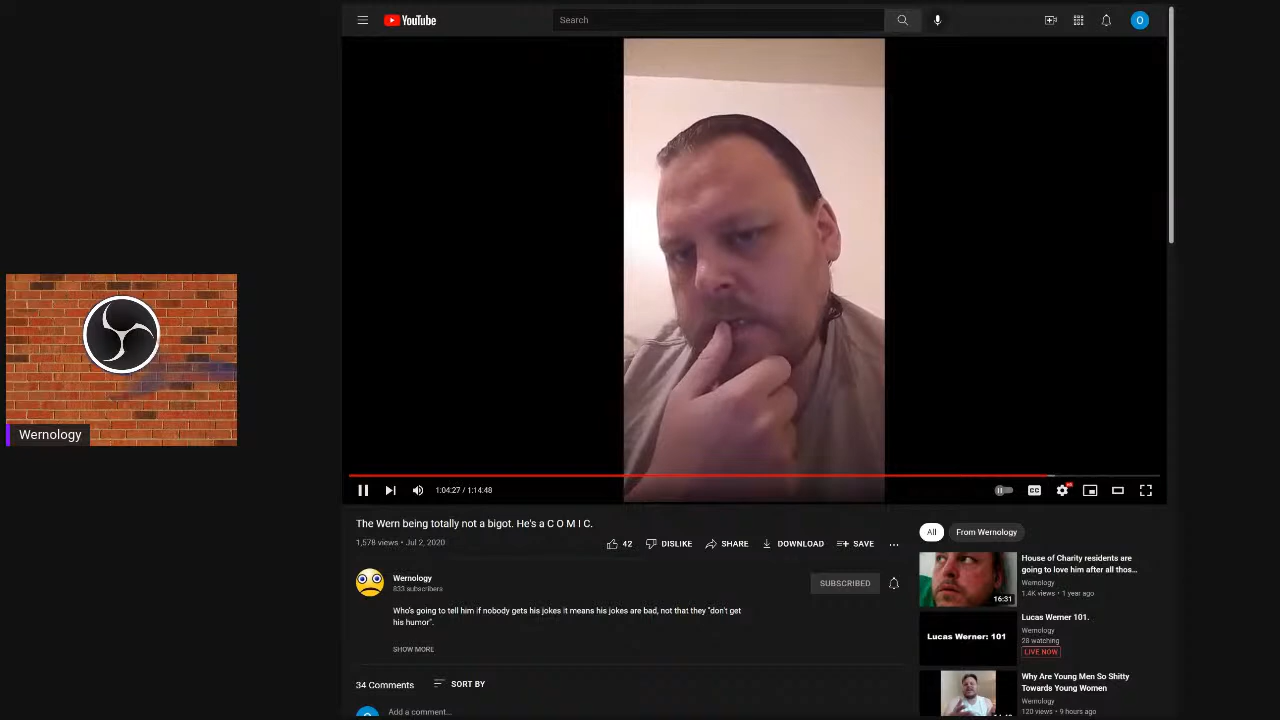 YouTube
Search
O
Wernology
1:04:27 / 1:14:48
CC
The Wern being totally not a bigot. He's a C O M I C.
1,578 views • Jul 2, 2020
42
DISLIKE
SHARE
DOWNLOAD
SAVE
Wernology
833 subscribers
SUBSCRIBED
Who's going to tell him if nobody gets his jokes it means his jokes are bad, not that they "don't get
his humor".
SHOW MORE
34 Comments
SORT BY
Add a comment...
All
From Wernology
House of Charity residents are
going to love him after all thos...
Wernology
1.4K views • 1 year ago
16:31
Lucas Werner: 101
Lucas Werner 101.
Wernology
28 watching
LIVE NOW
Why Are Young Men So Shitty
Towards Young Women
Wernology
120 views • 9 hours ago